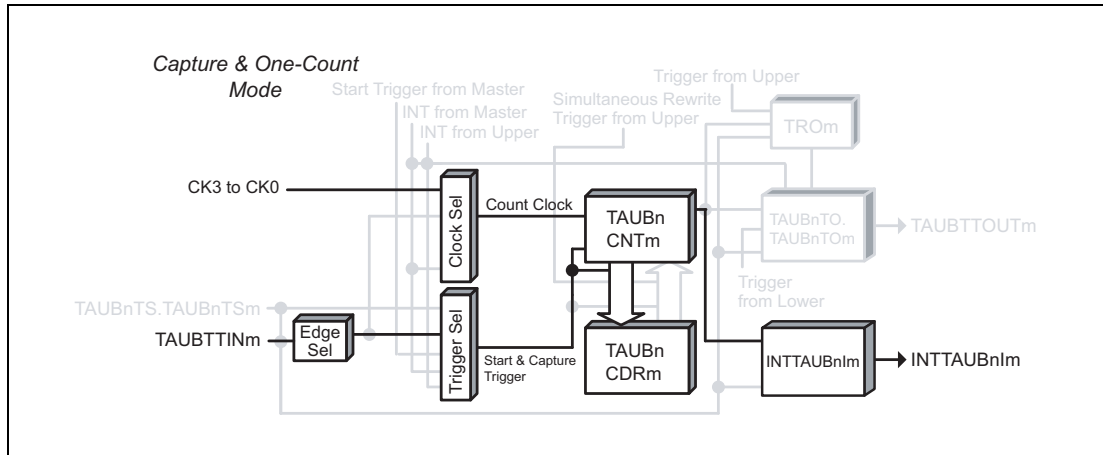 Capture & One-Count
Mode
Trigger from Upper
Start Trigger from Master
Simultaneous Rewrite
Trigger from Upper
INT from Master
INT from Upper
TROm
CK3 to CK0
Clock Sel
Count Clock
TAUBn
CNTm
TAUBnTO.
TAUBnTOm
TAUBTTOUTm
Trigger
from Lower
TAUBnTS.TAUBnTSm
TAUBTTINm
Edge
Sel
Trigger Sel
Start & Capture
Trigger
TAUBn
CDRm
INTTAUBnIm
INTTAUBnIm